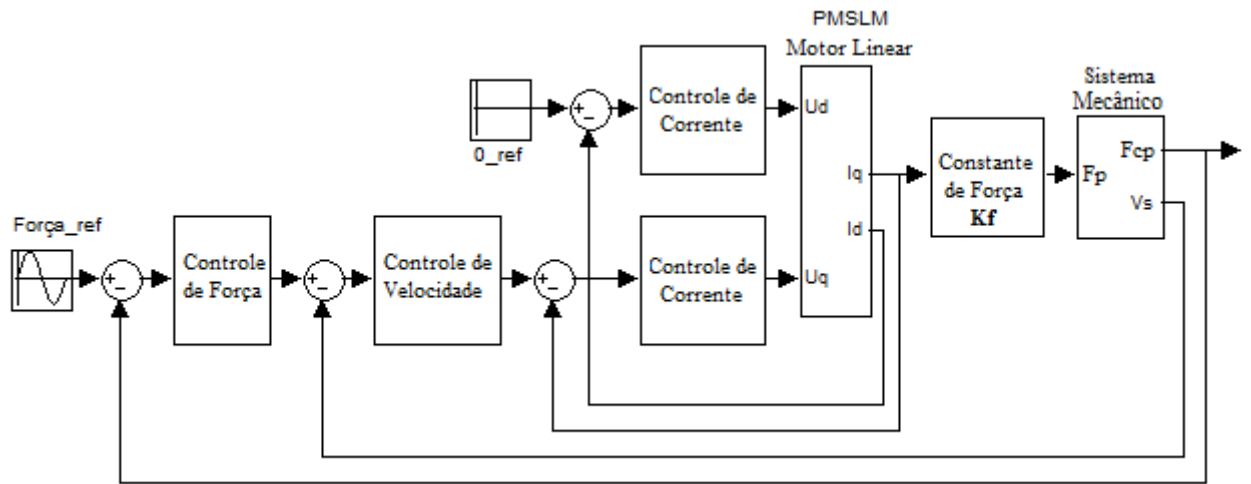 PMSLM
Motor Linear
Sistema
Mecânico
Controle de
Corrente
+
−
0_ref
Ud
Iq
Id
Uq
Constante
de Força
Kf
Fp
Fcp
Vs
Força_ref
+
−
Controle
de Força
+
−
Controle de
Velocidade
+
−
Controle de
Corrente